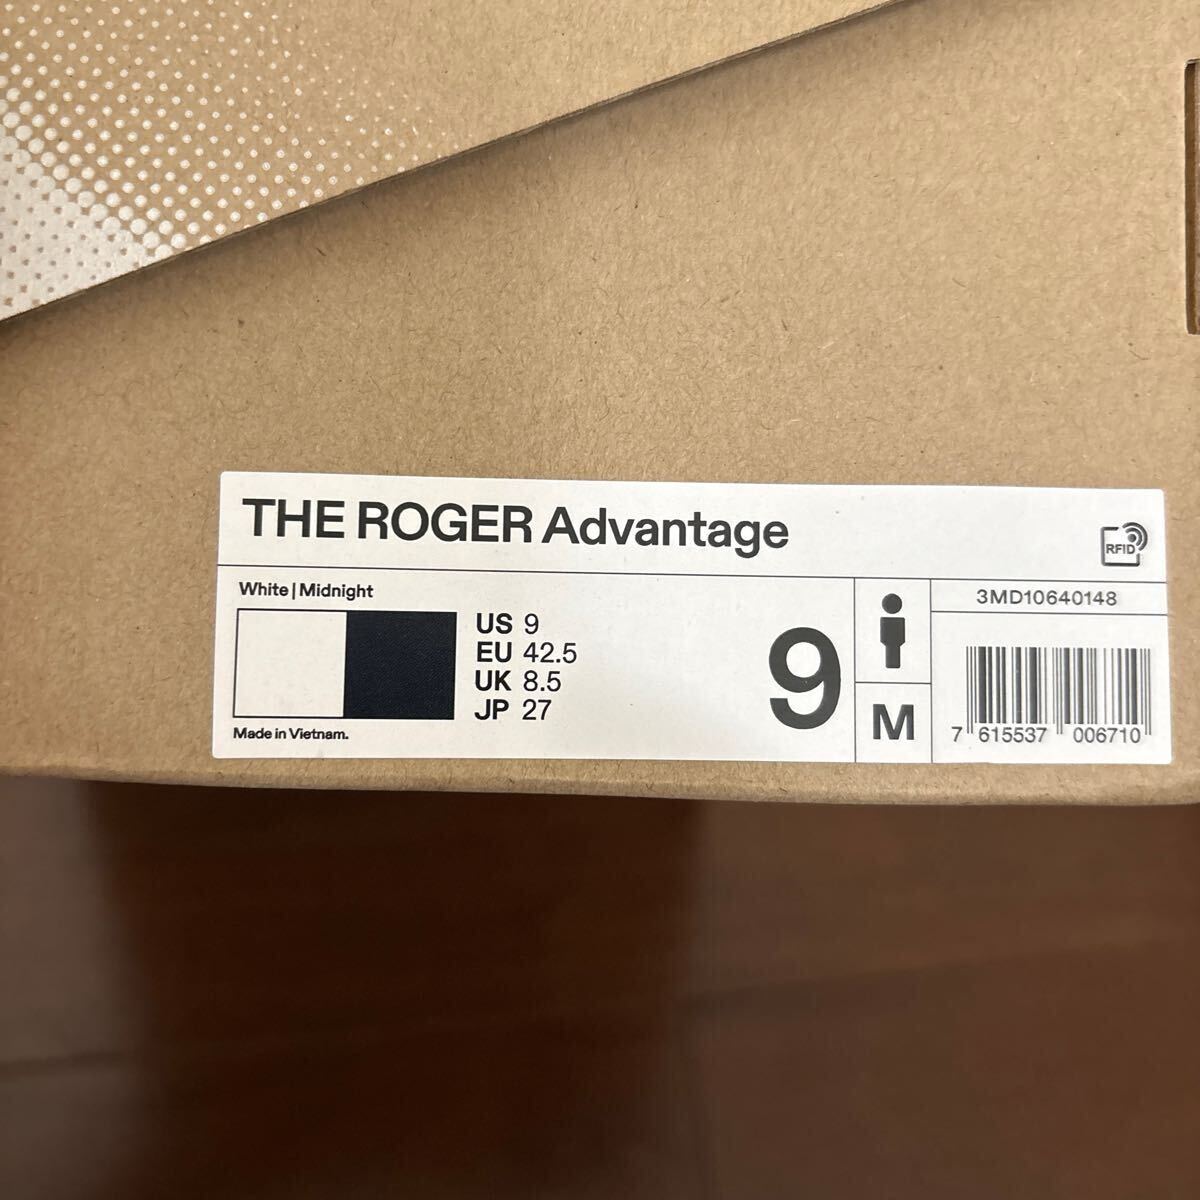 THE ROGER Advantage
RFID
White | Midnight
US 9
EU 42.5
UK 8.5
JP 27
Made in Vietnam.
9
M
3MD10640148
7 615537 006710